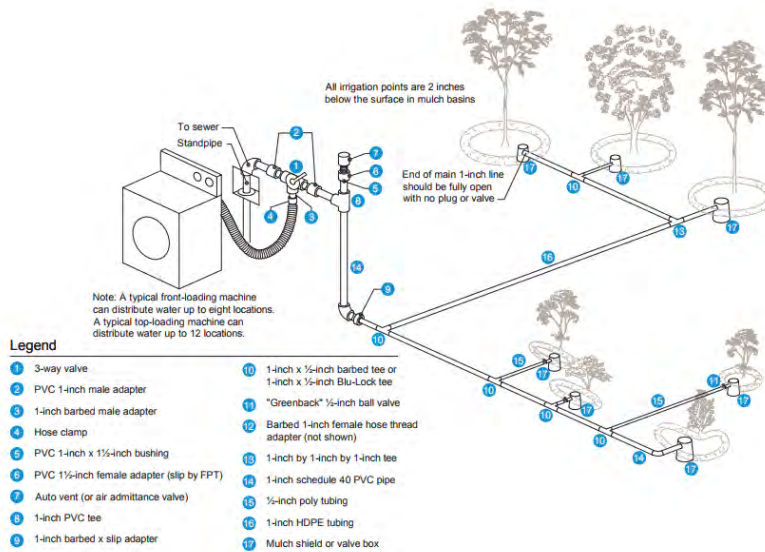 All irrigation points are 2 inches
below the surface in mulch basins
To sewer
Standpipe
2
1
7
6
5
8
4
3
End of main 1-inch line
should be fully open
with no plug or valve
17
10
17
17
13
16
14
9
10
Note: A typical front-loading machine
can distribute water up to eight locations.
A typical top-loading machine can
distribute water up to 12 locations.
15
17
10
17
10
15
11
17
10
14
17
Legend
1 3-way valve
2 PVC 1-inch male adapter
3 1-inch barbed male adapter
4 Hose clamp
5 PVC 1-inch x 1½-inch bushing
6 PVC 1½-inch female adapter (slip by FPT)
7 Auto vent (or air admittance valve)
8 1-inch PVC tee
9 1-inch barbed x slip adapter
10 1-inch x ½-inch barbed tee or
1-inch x ½-inch Blu-Lock tee
11 "Greenback" ½-inch ball valve
12 Barbed 1-inch female hose thread
adapter (not shown)
13 1-inch by 1-inch by 1-inch tee
14 1-inch schedule 40 PVC pipe
15 ½-inch poly tubing
16 1-inch HDPE tubing
17 Mulch shield or valve box